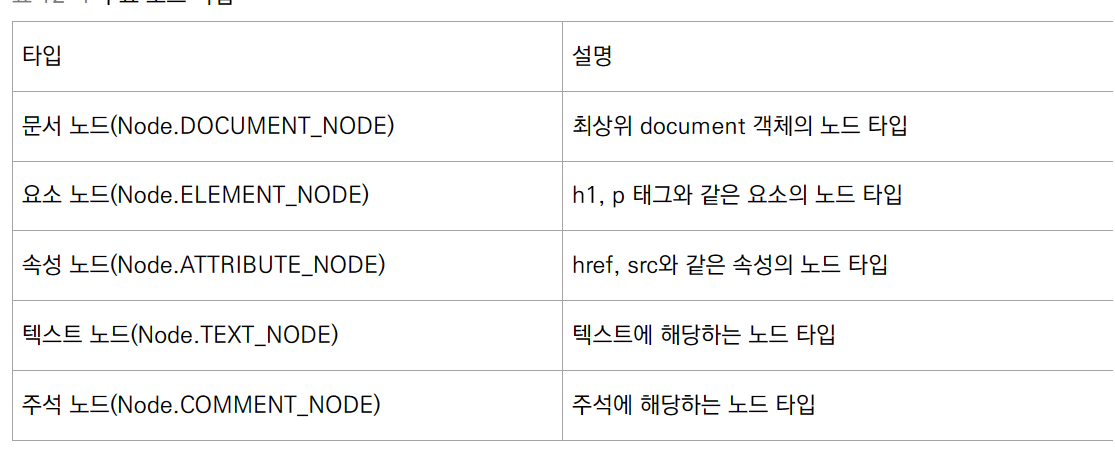 타입 설명
문서 노드(Node.DOCUMENT_NODE) 최상위 document 객체의 노드 타입
요소 노드(Node.ELEMENT_NODE) h1, p 태그와 같은 요소의 노드 타입
속성 노드(Node.ATTRIBUTE_NODE) href, src와 같은 속성의 노드 타입
텍스트 노드(Node.TEXT_NODE) 텍스트에 해당하는 노드 타입
주석 노드(Node.COMMENT_NODE) 주석에 해당하는 노드 타입